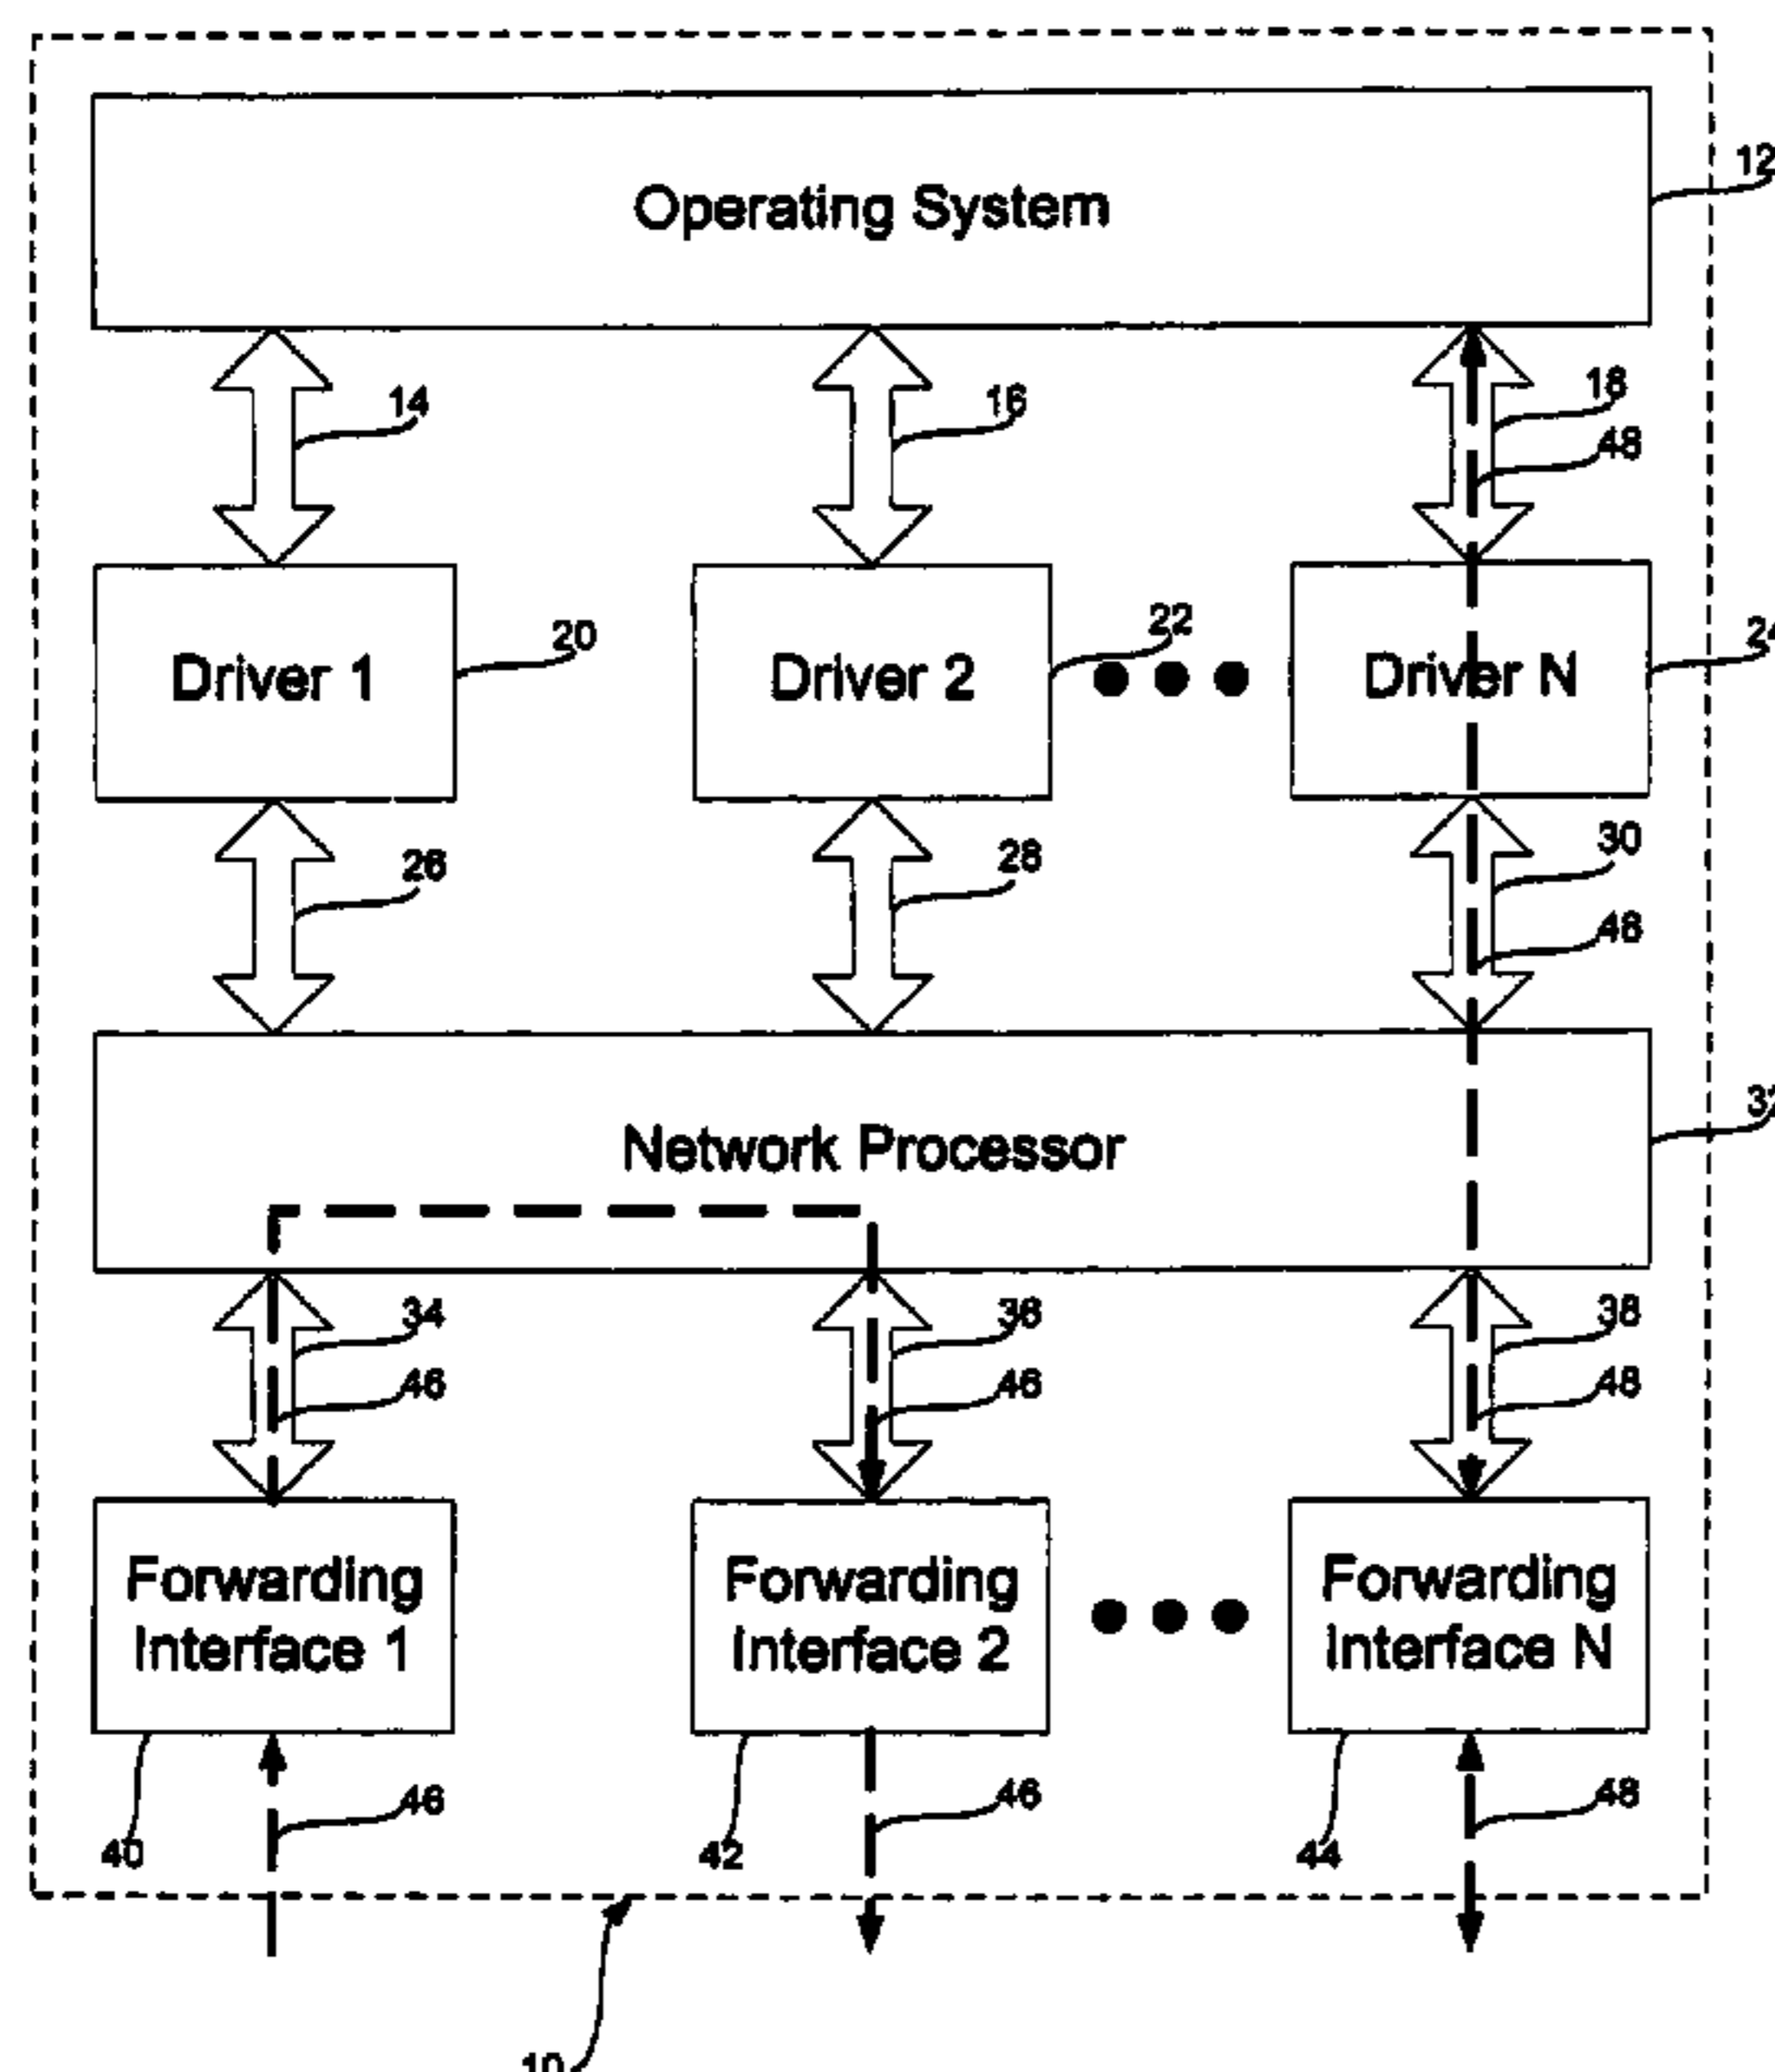 Operating System
12
14
16
18
48
20
22
24
Driver 1
Driver 2
Driver N
26
28
30
48
Network Processor
32
34
36
38
46
46
48
Forwarding
Interface 1
Forwarding
Interface 2
Forwarding
Interface N
46
46
48
40
42
44
10